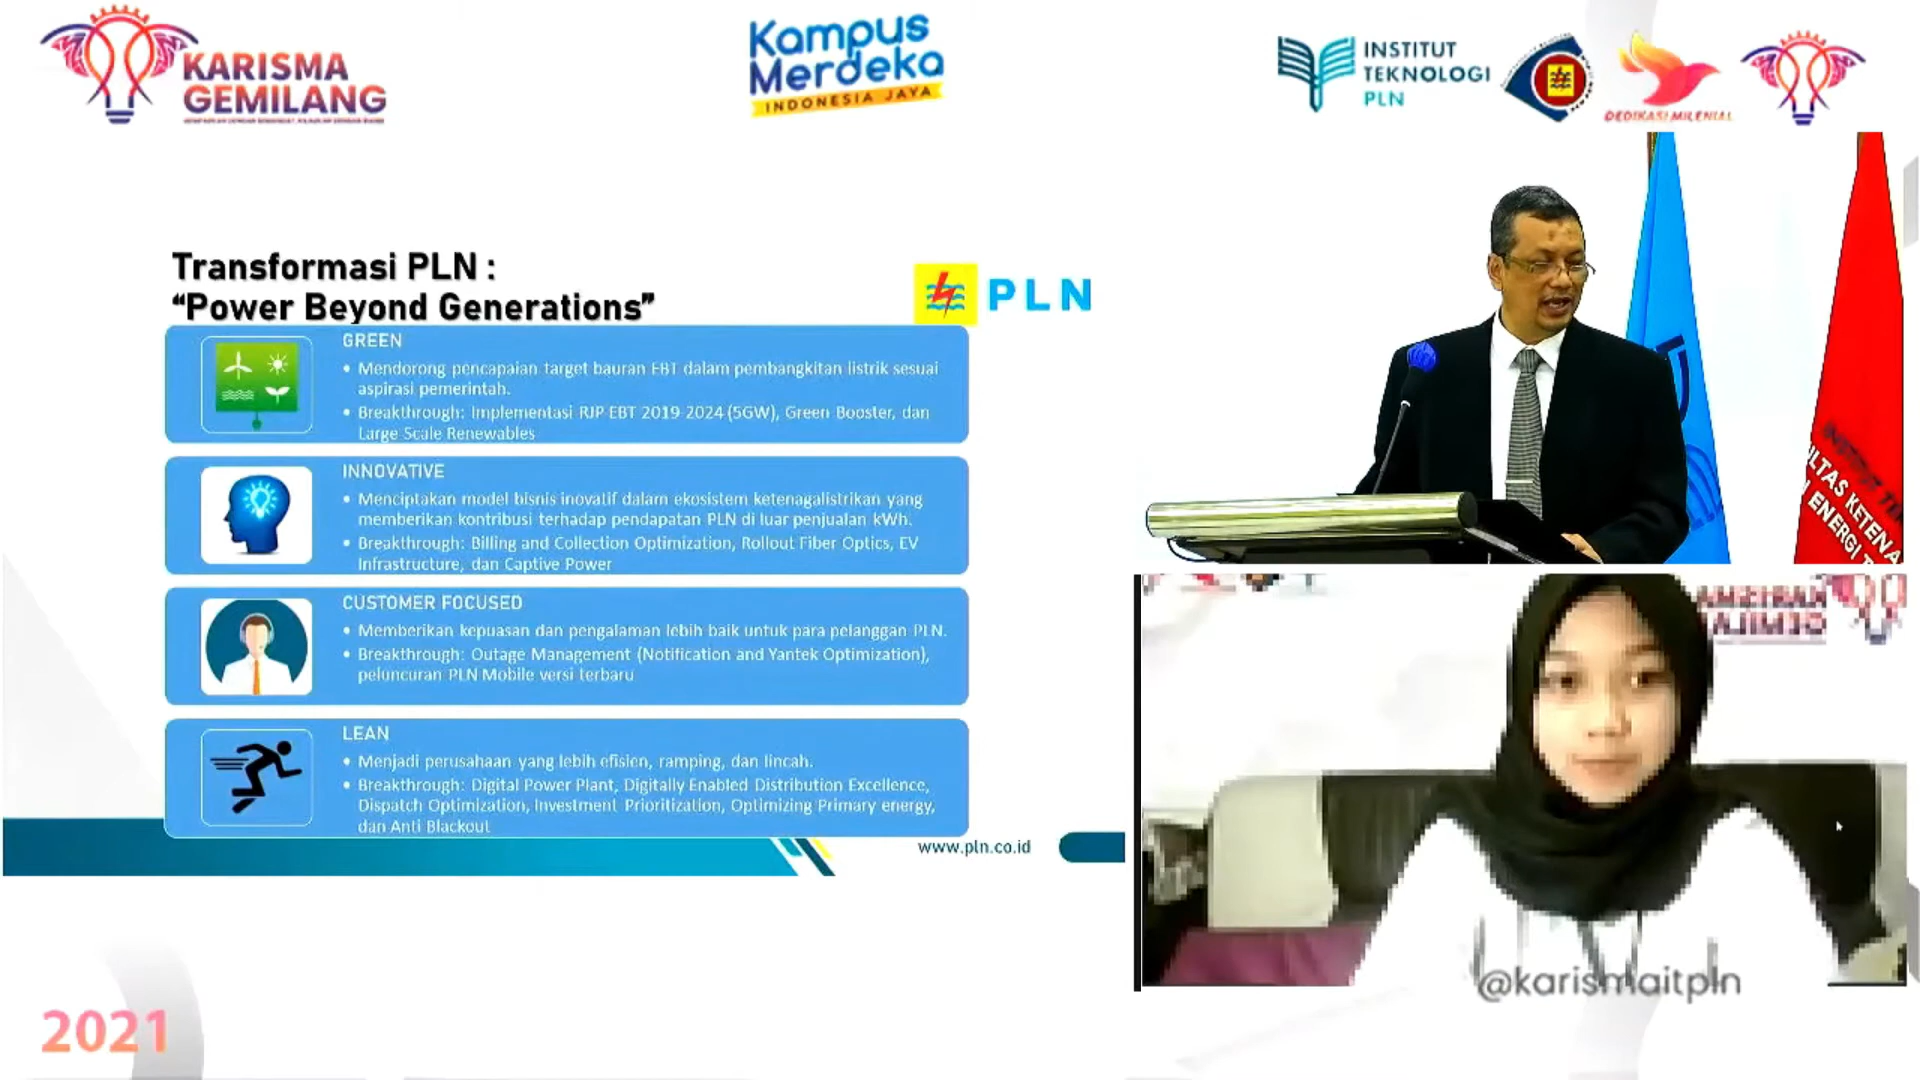 KARISMA
GEMILANG
Kampus
Merdeka
INDONESIA JAYA
INSTITUT
TEKNOLOGI
PLN
DEDIKASI MILENIAL
Transformasi PLN :
“Power Beyond Generations”
PLN
GREEN
• Mendorong pencapaian target bauran EBT dalam pembangkitan listrik sesuai
aspirasi pemerintah.
• Breakthrough: Implementasi RJP EBT 2019 2024 (5GW), Green Booster, dan
Large Scale Renewables
INNOVATIVE
• Menciptakan model bisnis inovatif dalam ekosistem ketenagalistrikan yang
memberikan kontribusi terhadap pendapatan PLN di luar penjualan kWh.
• Breakthrough: Billing and Collection Optimization, Rollout Fiber Optics, EV
Infrastructure, dan Captive Power
CUSTOMER FOCUSED
• Memberikan kepuasan dan pengalaman lebih baik untuk para pelanggan PLN.
• Breakthrough: Outage Management (Notification and Yantek Optimization),
peluncuran PLN Mobile versi terbaru
LEAN
• Menjadi perusahaan yang lebih efisien, ramping, dan lincah.
• Breakthrough: Digital Power Plant, Digitally Enabled Distribution Excellence,
Dispatch Optimization, Investment Prioritization, Optimizing Primary energy,
dan Anti Blackout
www.pln.co.id
@karismaitpln
2021